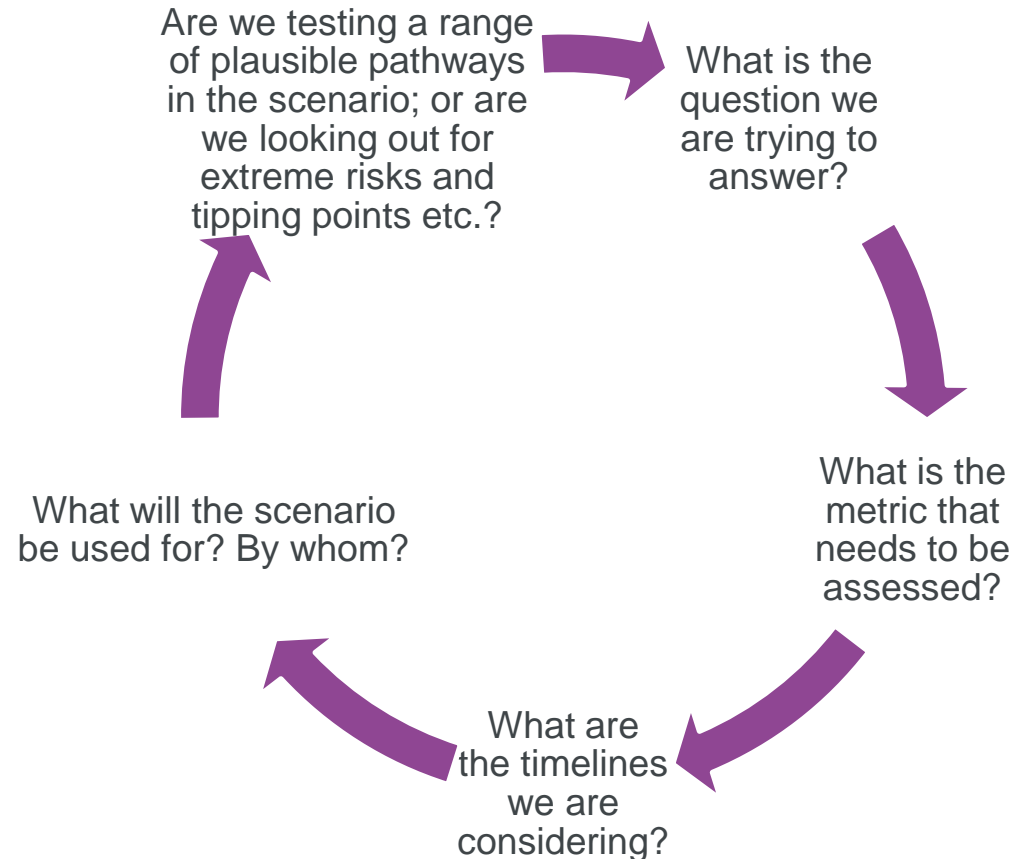 Are we testing a range
of plausible pathways
in the scenario; or are
we looking out for
extreme risks and
tipping points etc.?
What is the
question we
are trying to
answer?
What is the
metric that
needs to be
assessed?
What are
the timelines
we are
considering?
What will the scenario
be used for? By whom?